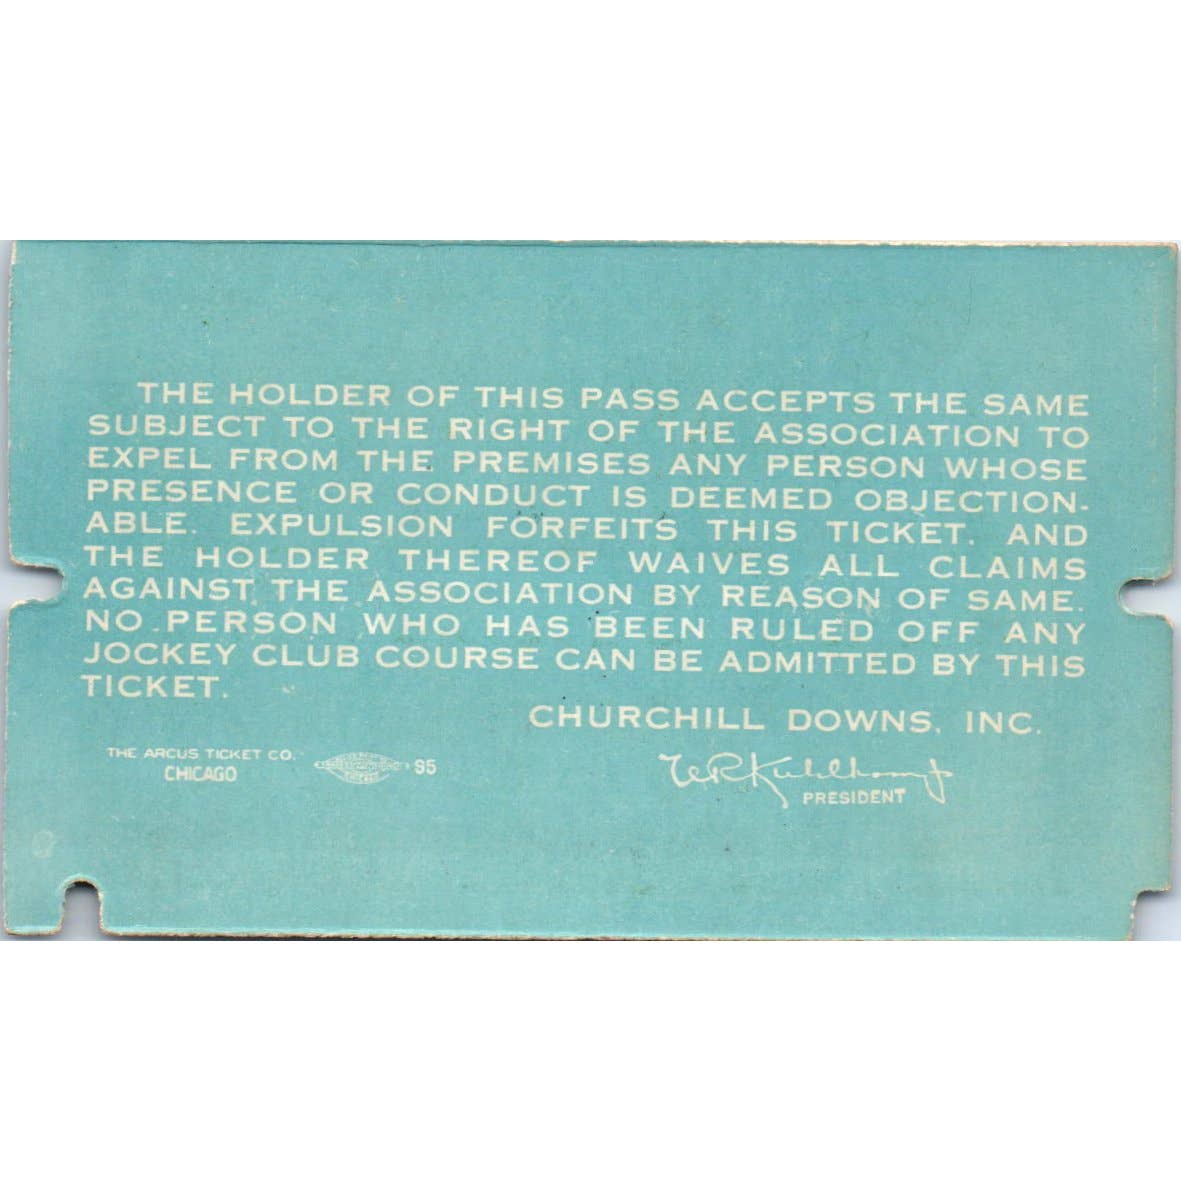 THE HOLDER OF THIS PASS ACCEPTS THE SAME
SUBJECT TO THE RIGHT OF THE ASSOCIATION TO
EXPEL FROM THE PREMISES ANY PERSON WHOSE
PRESENCE OR CONDUCT IS DEEMED OBJECTION-
ABLE. EXPULSION FORFEITS THIS TICKET. AND
THE HOLDER THEREOF WAIVES ALL CLAIMS
AGAINST THE ASSOCIATION BY REASON OF SAME.
NO PERSON WHO HAS BEEN RULED OFF ANY
JOCKEY CLUB COURSE CAN BE ADMITTED BY THIS
TICKET.
CHURCHILL DOWNS, INC.
THE ARCUS TICKET CO.
CHICAGO
95
PRESIDENT